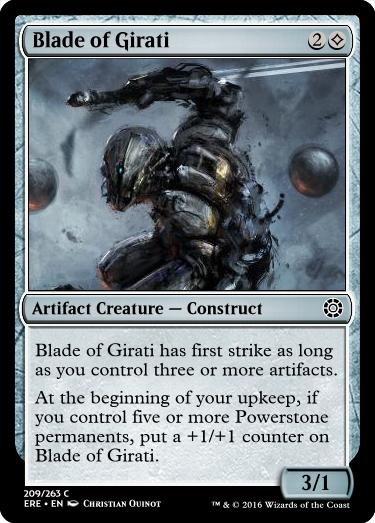 Blade of Girati 2
Artifact Creature — Construct
Blade of Girati has first strike as long
as you control three or more artifacts.
At the beginning of your upkeep, if
you control five or more Powerstone
permanents, put a +1/+1 counter on
Blade of Girati.
3/1
209/263 C
ERE • EN Christian Quinot ™ & © 2016 Wizards of the Coast